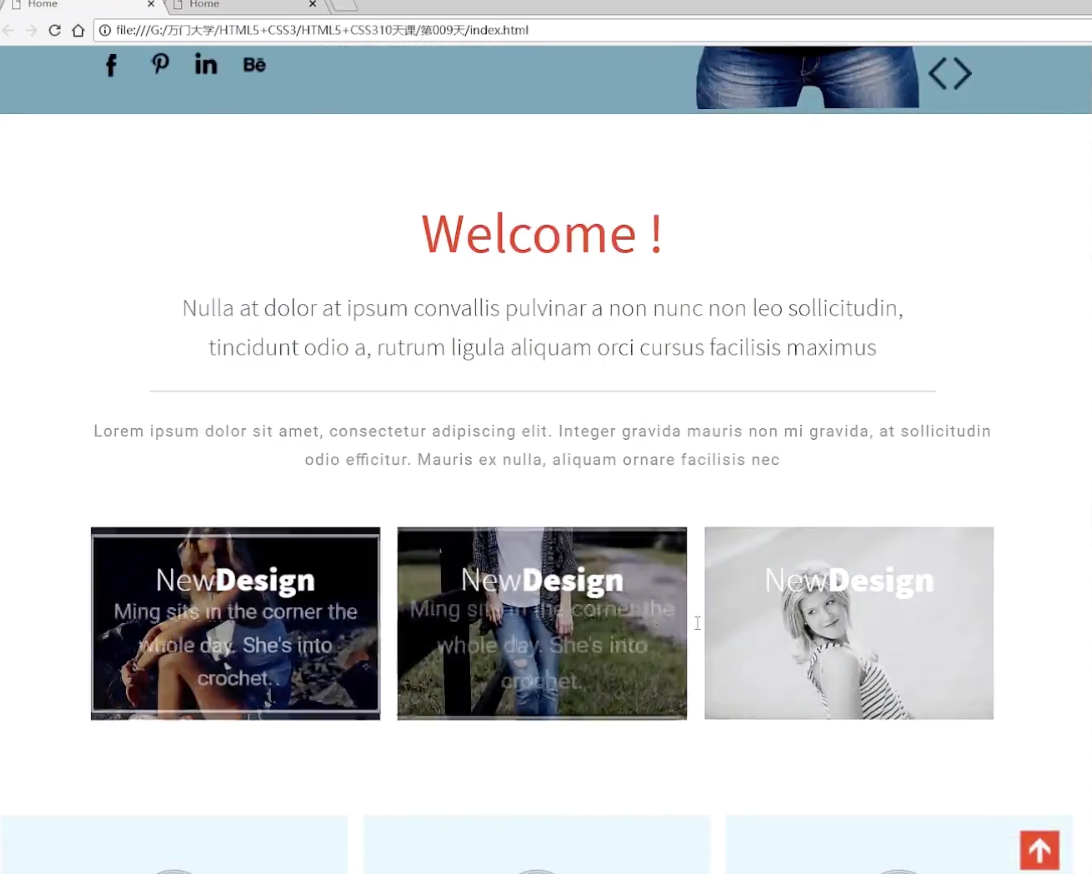 Home
Home
file:///G:/万门大学/HTML5+CSS3/HTML5+CSS310天课/第009天/index.html
f in Bē
Welcome !
Nulla at dolor at ipsum convallis pulvinar a non nunc non leo sollicitudin,
tincidunt odio a, rutrum ligula aliquam orci cursus facilisis maximus
Lorem ipsum dolor sit amet, consectetur adipiscing elit. Integer gravida mauris non mi gravida, at sollicitudin
odio efficitur. Mauris ex nulla, aliquam ornare facilisis nec
NewDesign
Ming sits in the corner the
whole day. She's into
crochet..
NewDesign
Ming sits in the corner the
whole day. She's into
crochet..
NewDesign